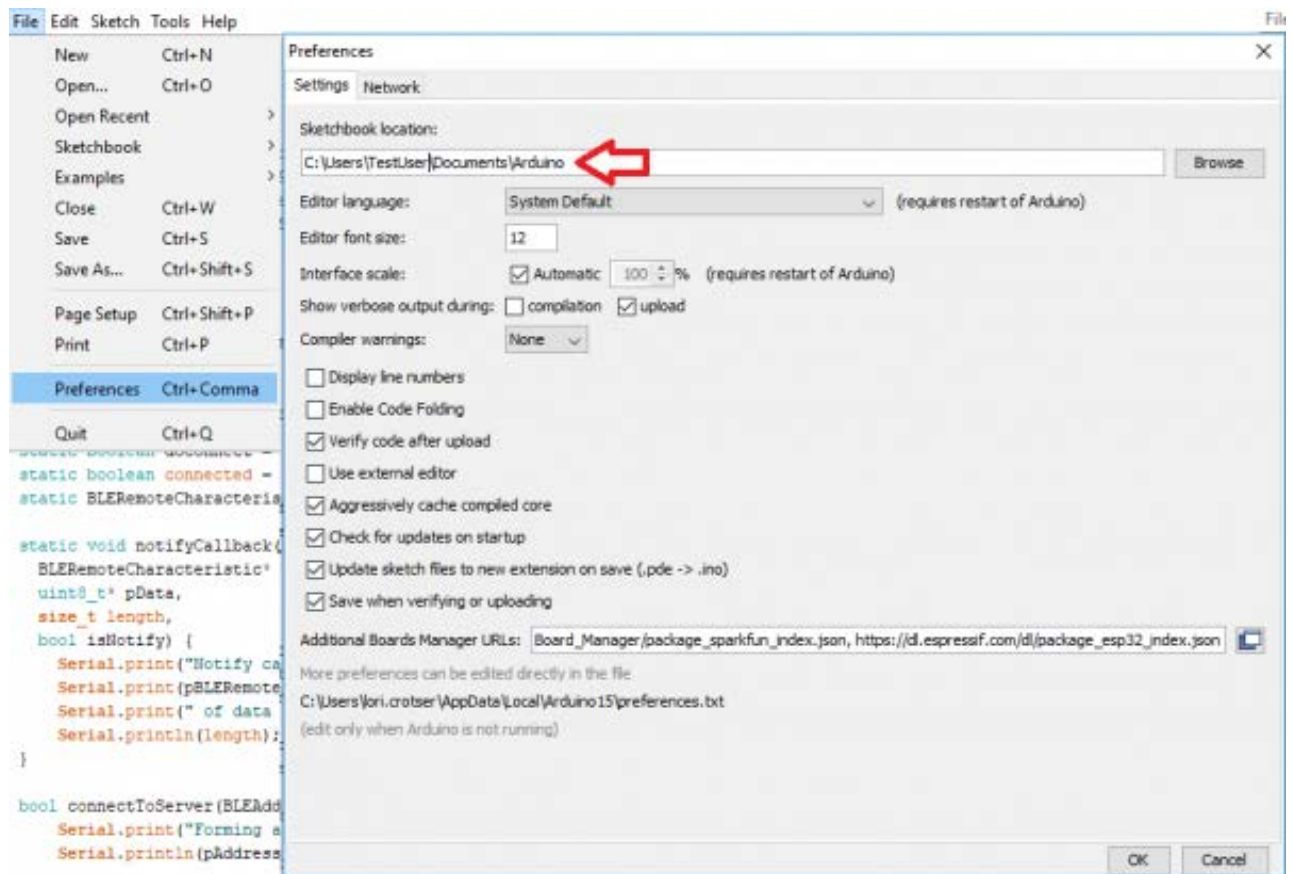 File Edit Sketch Tools Help
File
New Ctrl+N
Open... Ctrl+O
Open Recent >
Sketchbook >
Examples >
Close Ctrl+W
Save Ctrl+S
Save As... Ctrl+Shift+S
Page Setup Ctrl+Shift+P
Print Ctrl+P
Preferences Ctrl+Comma
Quit Ctrl+Q
static boolean doConnect =
static boolean connected =
static BLERemoteCharacteris
static void notifyCallback(
BLERemoteCharacteristic*
uint8_t* pData,
size_t length,
bool isNotify) {
Serial.print("Notify ca
Serial.print(pBLERemote
Serial.print(" of data
Serial.println(length);
}
bool connectToServer(BLEAdd
Serial.print("Forming a
Serial.println(pAddress
Preferences
Settings Network
Sketchbook location:
C:\Users\TestUser\Documents\Arduino Browse
Editor language: System Default (requires restart of Arduino)
Editor font size: 12
Interface scale: Automatic 100 % (requires restart of Arduino)
Show verbose output during: compilation upload
Compiler warnings: None
Display line numbers
Enable Code Folding
Verify code after upload
Use external editor
Aggressively cache compiled core
Check for updates on startup
Update sketch files to new extension on save (.pde -> .ino)
Save when verifying or uploading
Additional Boards Manager URLs: Board_Manager/package_sparkfun_index.json, https://dl.espressif.com/dl/package_esp32_index.json
More preferences can be edited directly in the file
C:\Users\lori.crotser\AppData\Local\Arduino15\preferences.txt
(edit only when Arduino is not running)
OK Cancel